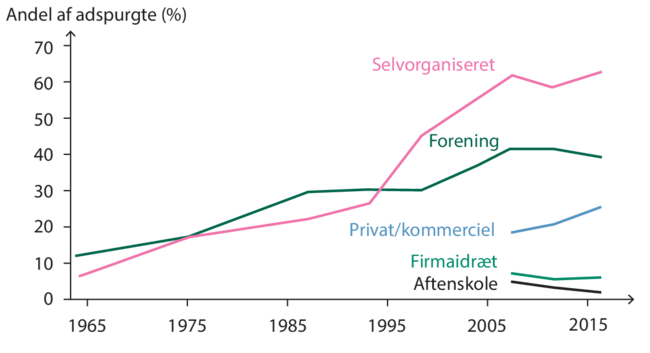 Andel af adspurgte (%)
70
60
50
40
30
20
10
0
Selvorganiseret
Forening
Privat/kommerciel
Firmaidræt
Aftenskole
1965 1975 1985 1995 2005 2015